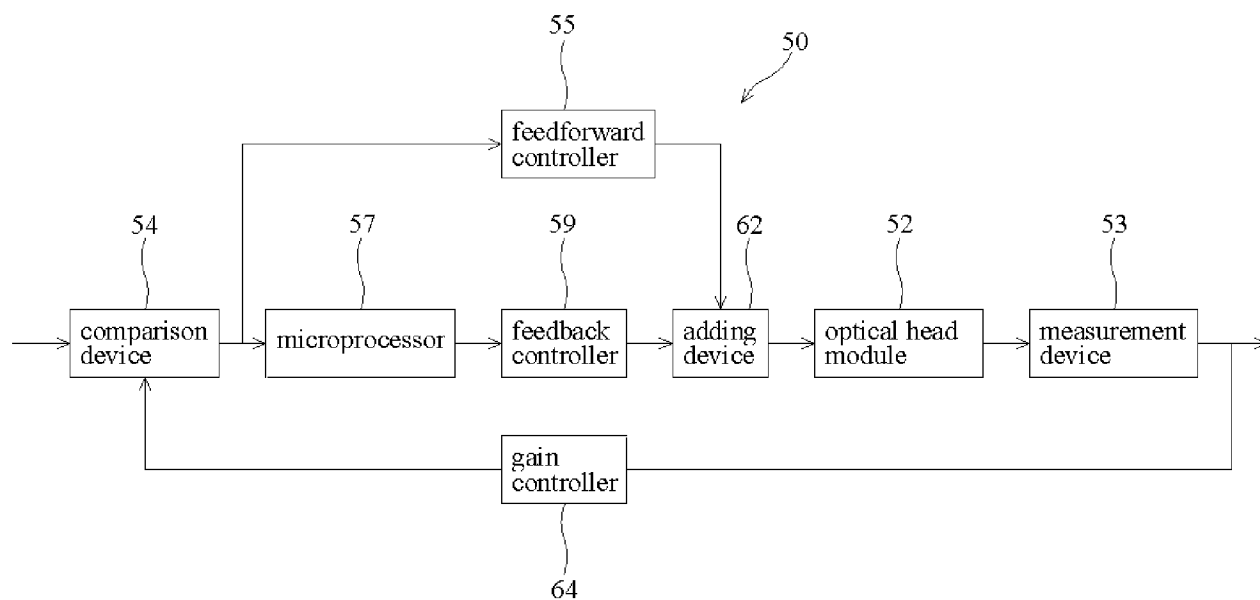 55
50
feedforward
controller
54
57
59
62
52
53
comparison
device
microprocessor
feedback
controller
adding
device
optical head
module
measurement
device
gain
controller
64